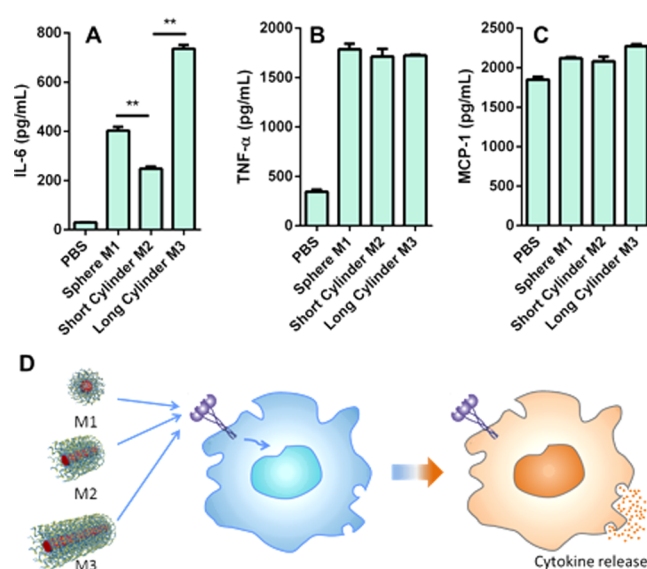 A
IL-6 (pg/mL)
800
600
400
200
0
**
**
PBS
Sphere M1
Short Cylinder M2
Long Cylinder M3
B
TNF-α (pg/mL)
2000
1500
1000
500
0
PBS
Sphere M1
Short Cylinder M2
Long Cylinder M3
C
MCP-1 (pg/mL)
2500
2000
1500
1000
500
0
PBS
Sphere M1
Short Cylinder M2
Long Cylinder M3
D
M1
M2
M3
Cytokine release